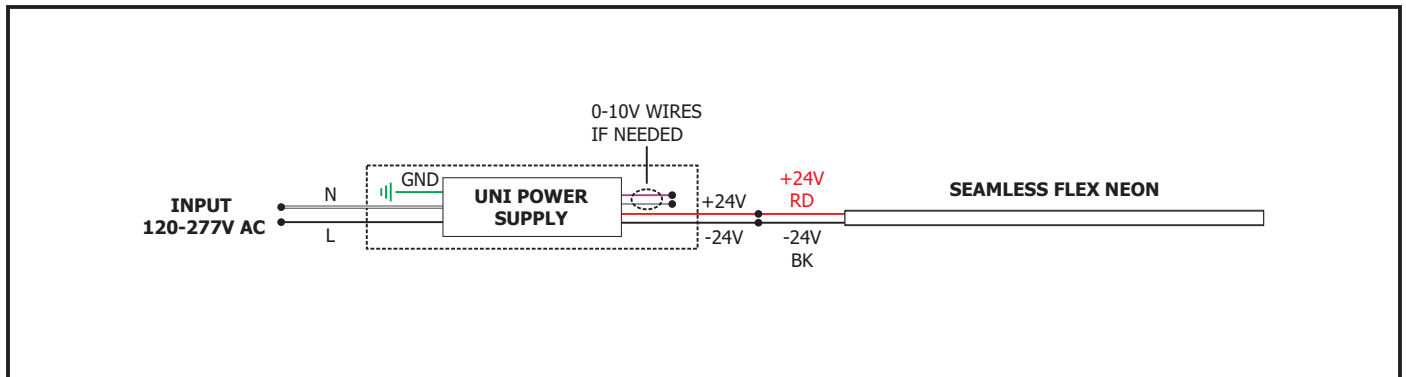 0-10V WIRES
IF NEEDED
GND
N
INPUT
120-277V AC
L
UNI POWER
SUPPLY
+24V
-24V
+24V
RD
-24V
BK
SEAMLESS FLEX NEON